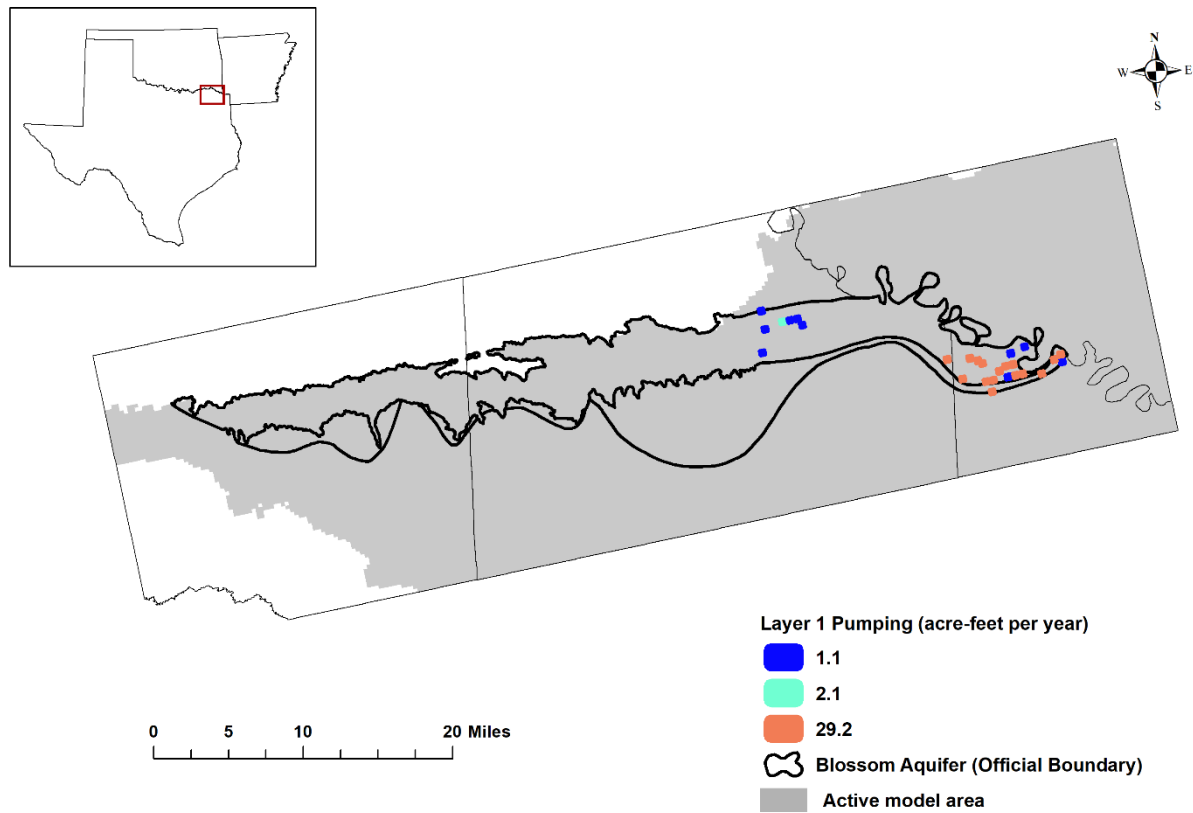 N
W E
S
Layer 1 Pumping (acre-feet per year)
1.1
2.1
29.2
Blossom Aquifer (Official Boundary)
Active model area
0 5 10 20 Miles